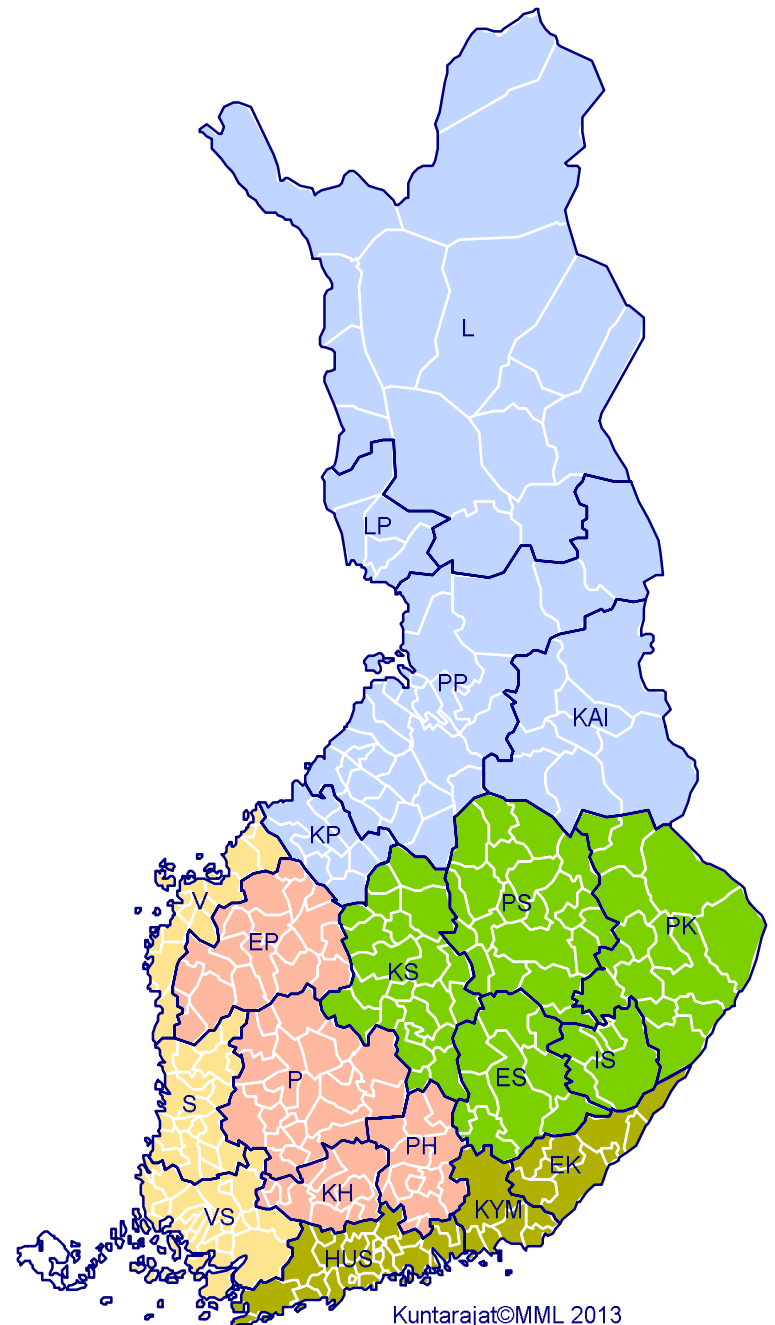 L
LP
PP
KAI
KP
V
PS
PK
EP
KS
IS
ES
P
S
PH
EK
KH
KYM
VS
HUS
Kuntarajat©MML 2013